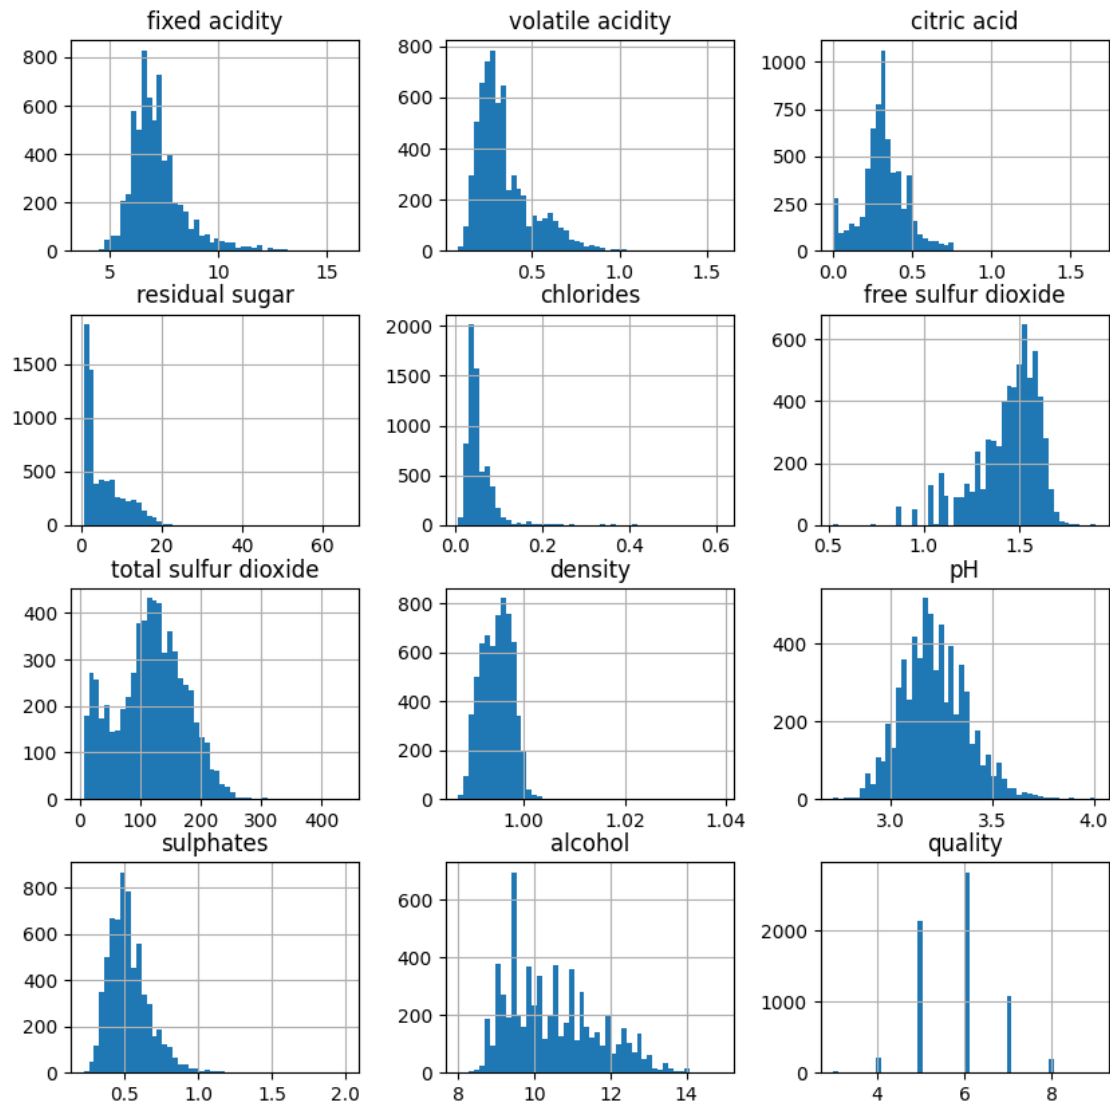 fixed acidity
800
600
400
200
0
5 10 15
volatile acidity
800
600
400
200
0
0.5 1.0 1.5
citric acid
1000
750
500
250
0
0.0 0.5 1.0 1.5
residual sugar
1500
1000
500
0
0 20 40 60
chlorides
2000
1500
1000
500
0
0.0 0.2 0.4 0.6
free sulfur dioxide
600
400
200
0
0.5 1.0 1.5
total sulfur dioxide
400
300
200
100
0
0 100 200 300 400
density
800
600
400
200
0
1.00 1.02 1.04
pH
400
200
0
3.0 3.5 4.0
sulphates
800
600
400
200
0
0.5 1.0 1.5 2.0
alcohol
600
400
200
0
8 10 12 14
quality
2000
1000
0
4 6 8